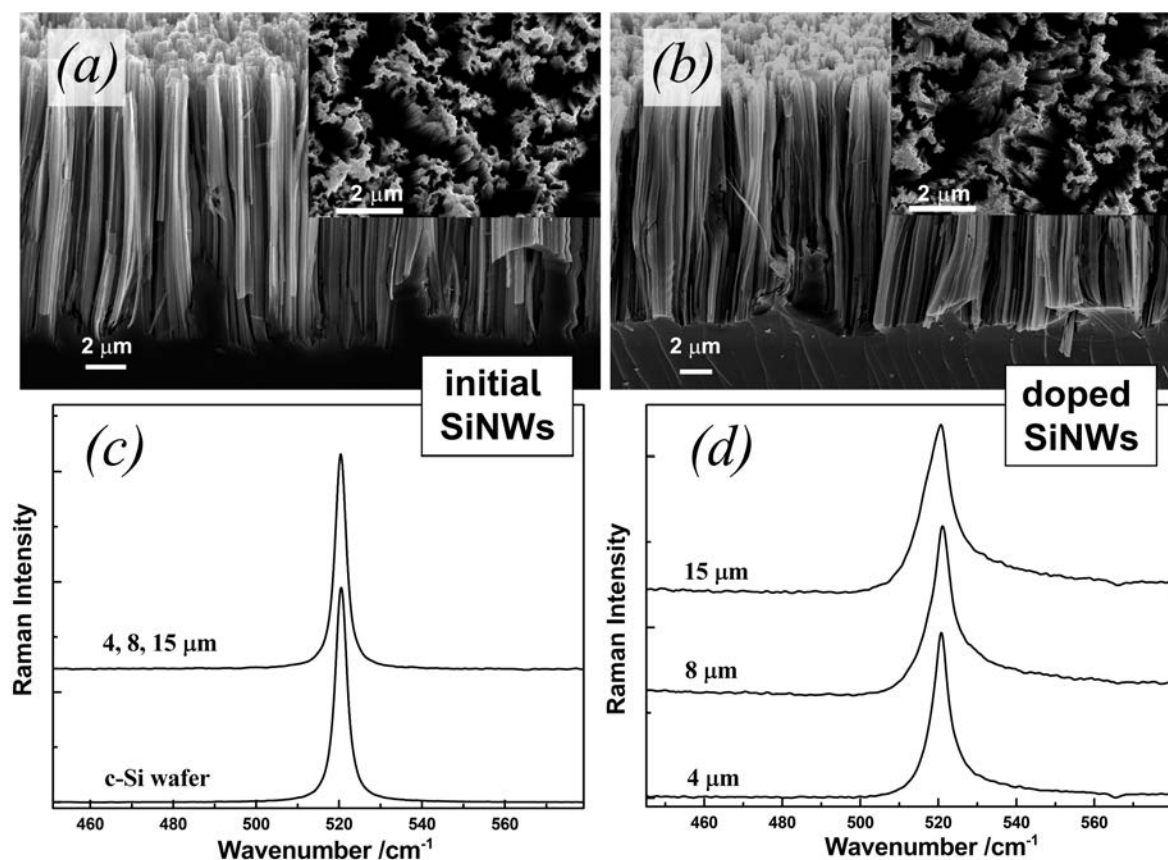 (a)
2 μm
2 μm
(b)
2 μm
2 μm
initial
SiNWs
doped
SiNWs
(c)
Raman Intensity
4, 8, 15 μm
c-Si wafer
460 480 500 520 540 560
Wavenumber /cm⁻¹
(d)
Raman Intensity
15 μm
8 μm
4 μm
460 480 500 520 540 560
Wavenumber /cm⁻¹